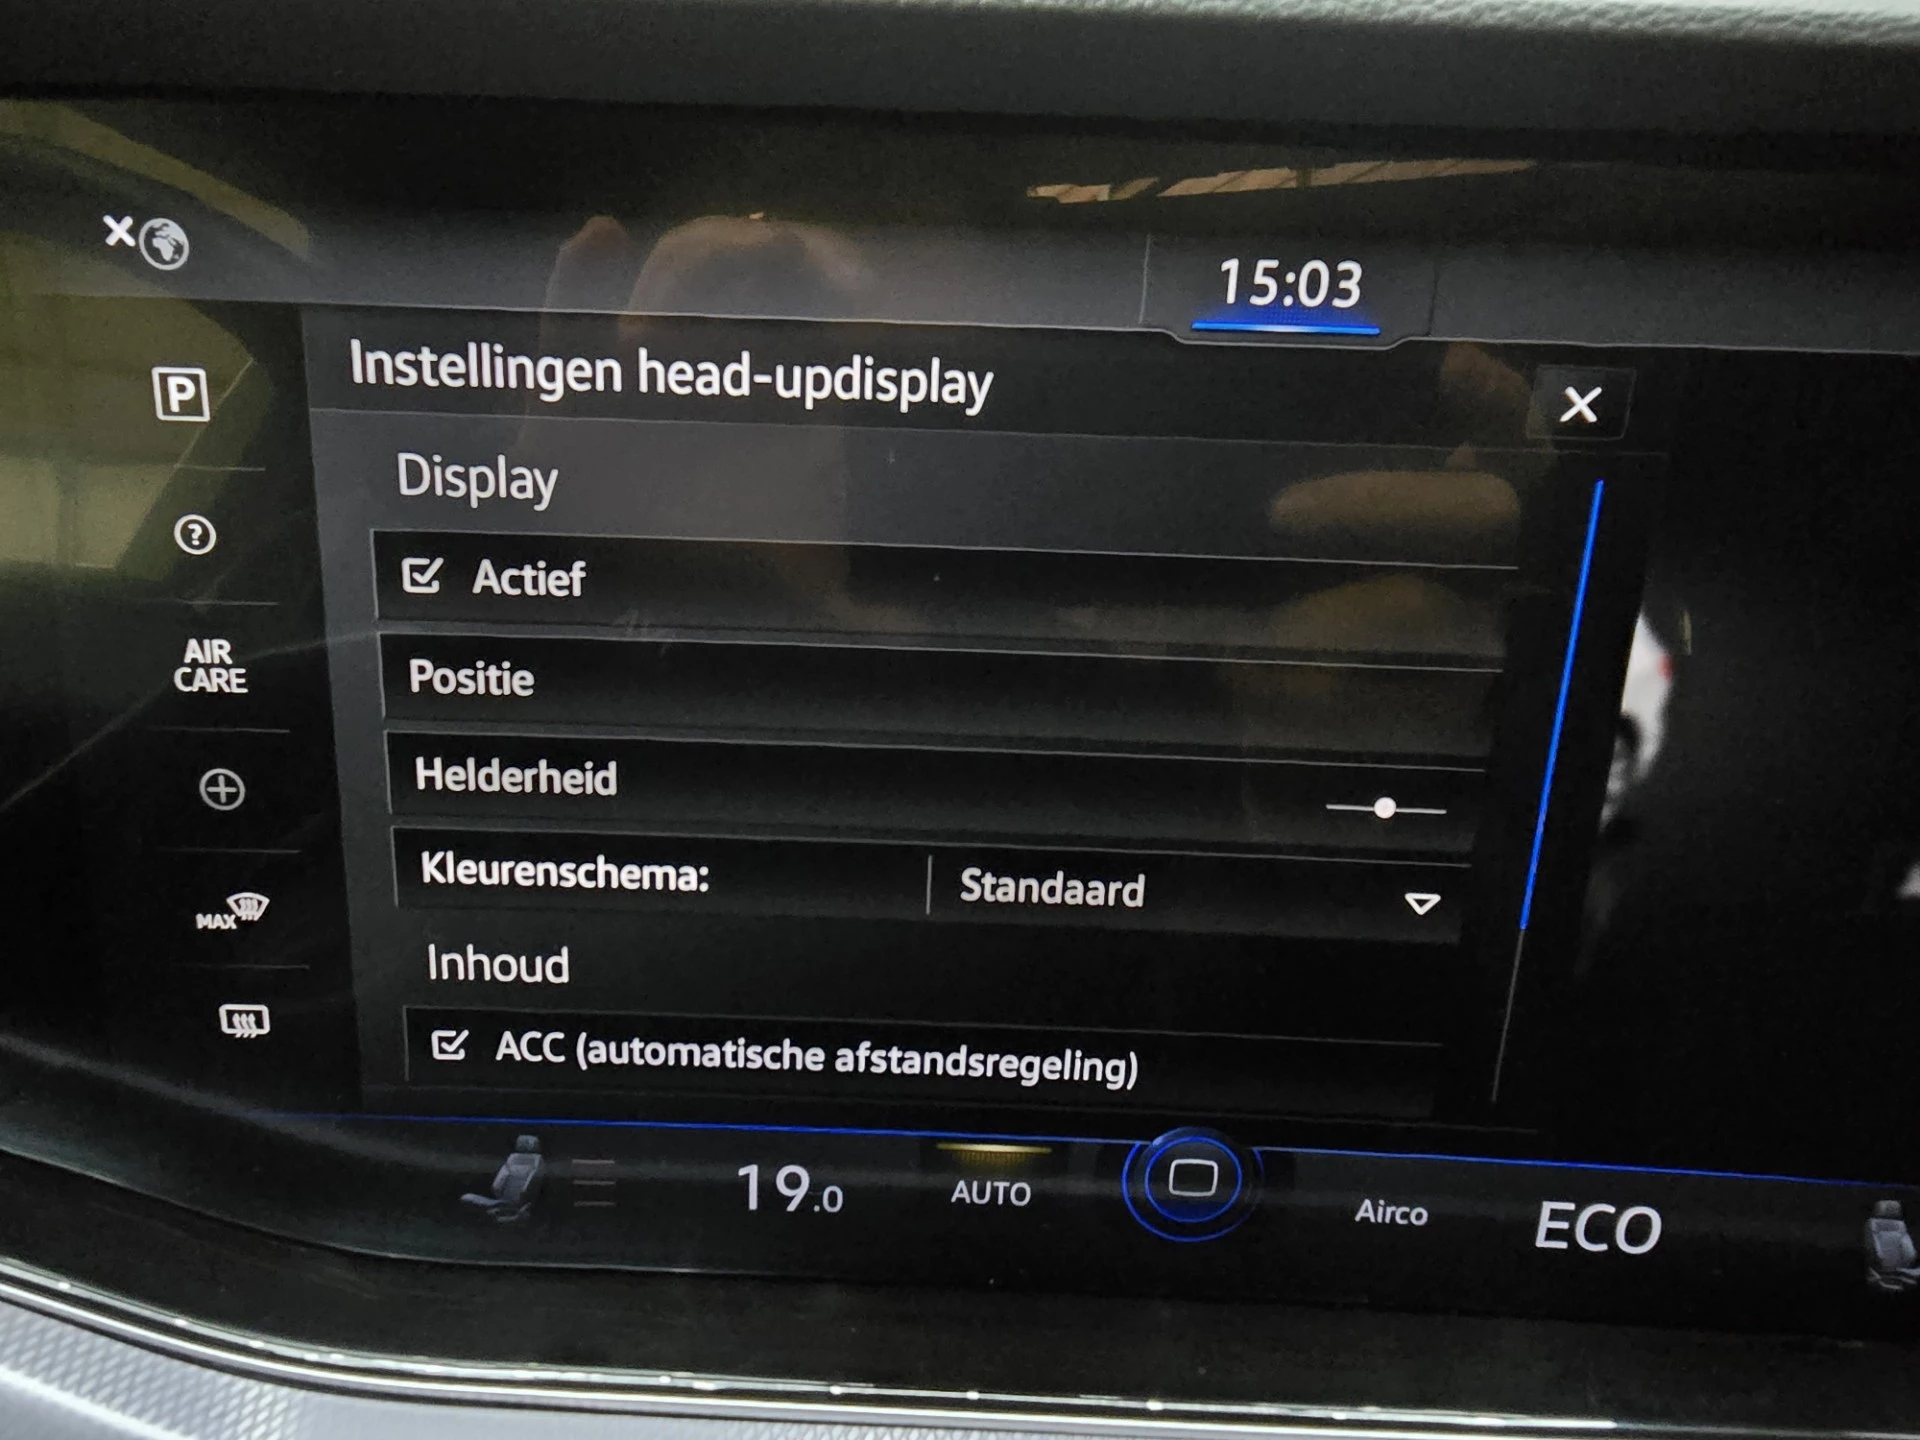 15:03
Instellingen head-updisplay
Display
P
Actief
?
Positie
AIR
CARE
Helderheid
Kleurenschema:
Standaard
MAX
Inhoud
ACC (automatische afstandsregeling)
19.0
AUTO
Airco
ECO